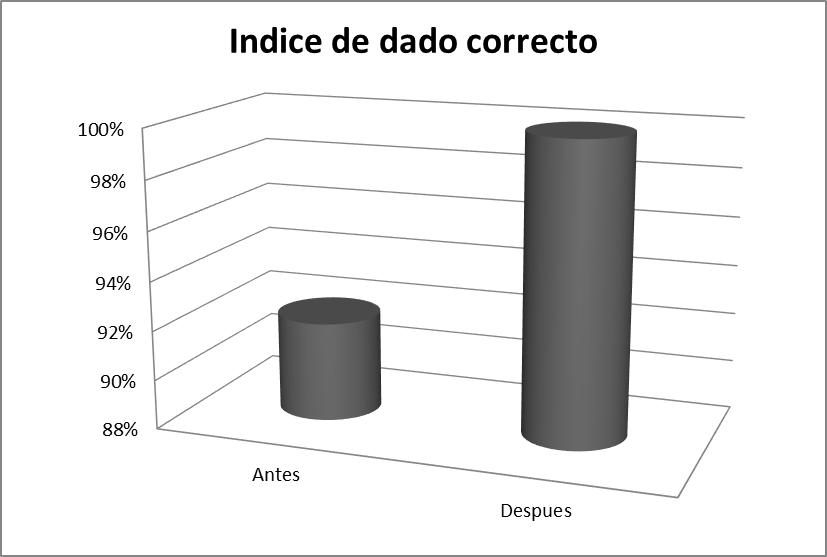 Indice de dado correcto
100%
98%
96%
94%
92%
90%
88%
Antes
Despues